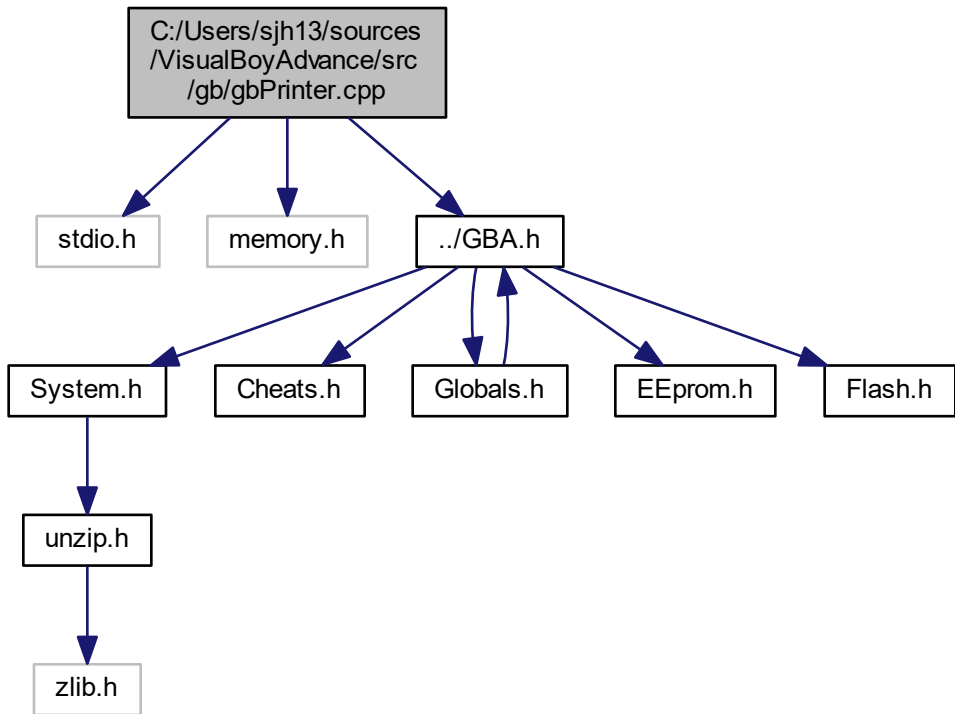 C:/Users/sjh13/sources
/VisualBoyAdvance/src
/gb/gbPrinter.cpp
stdio.h
memory.h
../GBA.h
System.h
Cheats.h
Globals.h
EEprom.h
Flash.h
unzip.h
zlib.h